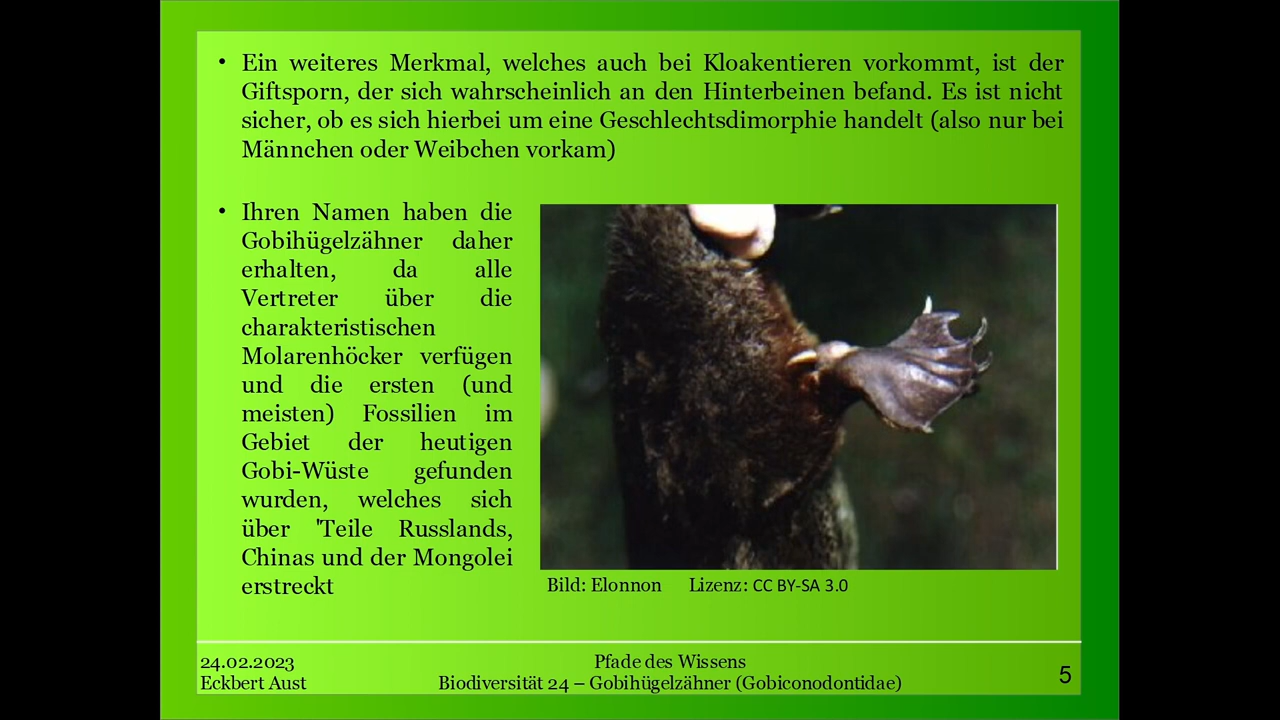 • Ein weiteres Merkmal, welches auch bei Kloakentieren vorkommt, ist der
Giftsporn, der sich wahrscheinlich an den Hinterbeinen befand. Es ist nicht
sicher, ob es sich hierbei um eine Geschlechtsdimorphie handelt (also nur bei
Männchen oder Weibchen vorkam)
• Ihren Namen haben die
Gobihügelzähner daher
erhalten, da alle
Vertreter über die
charakteristischen
Molarenhöcker verfügen
und die ersten (und
meisten) Fossilien im
Gebiet der heutigen
Gobi-Wüste gefunden
wurden, welches sich
über 'Teile Russlands,
Chinas und der Mongolei
erstreckt
Bild: Elonnon Lizenz: CC BY-SA 3.0
24.02.2023
Eckbert Aust
Pfade des Wissens
Biodiversität 24 – Gobihügelzähner (Gobiconodontidae)
5